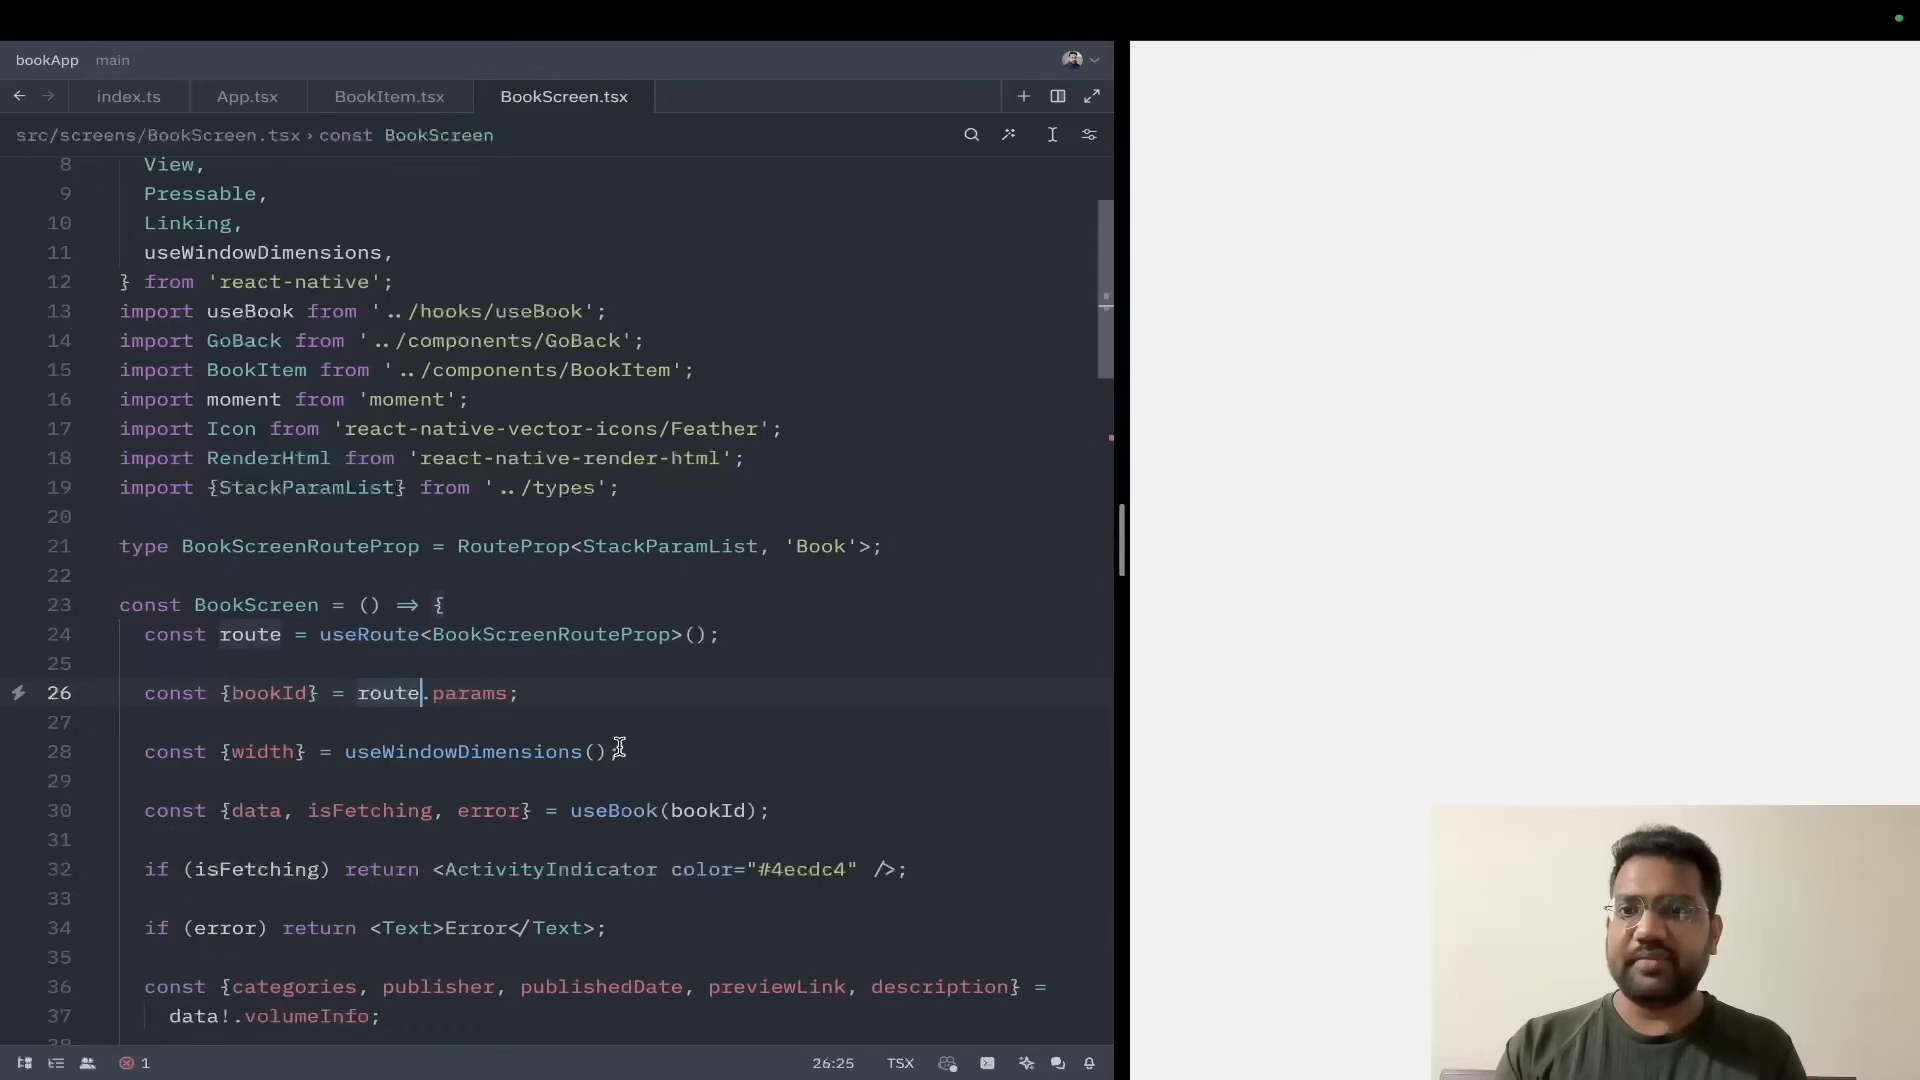 bookApp main
index.ts App.tsx BookItem.tsx BookScreen.tsx
src/screens/BookScreen.tsx › const BookScreen
8 View,
9 Pressable,
10 Linking,
11 useWindowDimensions,
12 } from 'react-native';
13 import useBook from '../hooks/useBook';
14 import GoBack from '../components/GoBack';
15 import BookItem from '../components/BookItem';
16 import moment from 'moment';
17 import Icon from 'react-native-vector-icons/Feather';
18 import RenderHtml from 'react-native-render-html';
19 import {StackParamList} from '../types';
20
21 type BookScreenRouteProp = RouteProp<StackParamList, 'Book'>;
22
23 const BookScreen = () => {
24 const route = useRoute<BookScreenRouteProp>();
25
26 const {bookId} = route.params;
27
28 const {width} = useWindowDimensions();
29
30 const {data, isFetching, error} = useBook(bookId);
31
32 if (isFetching) return <ActivityIndicator color="#4ecdc4" />;
33
34 if (error) return <Text>Error</Text>;
35
36 const {categories, publisher, publishedDate, previewLink, description} =
37 data!.volumeInfo;
1 26:25 TSX